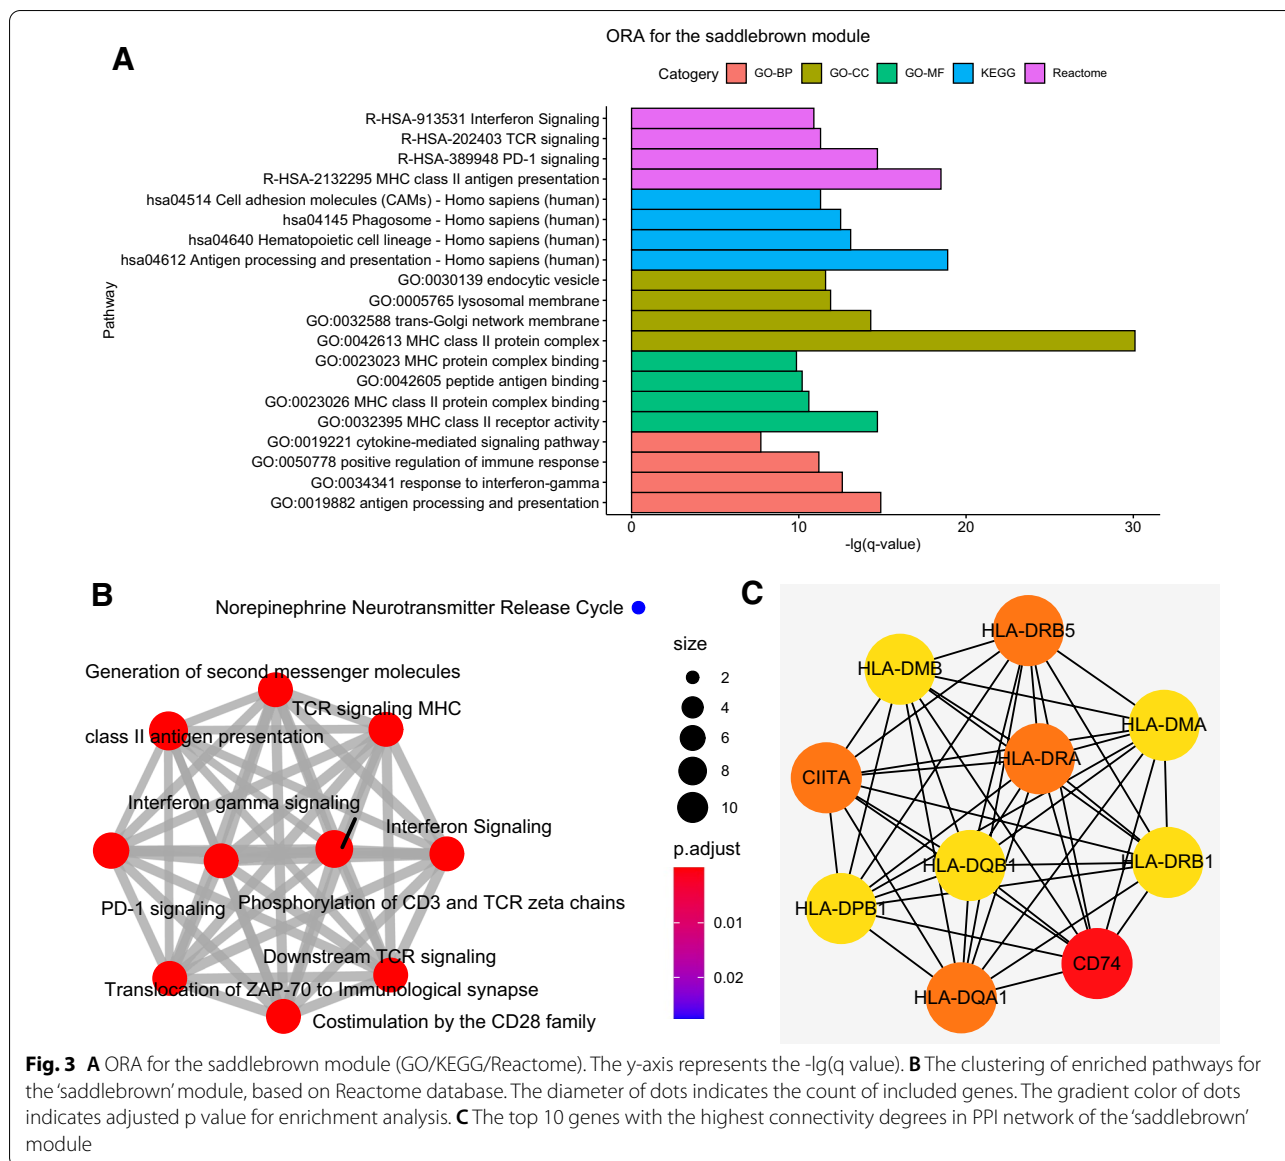 A
ORA for the saddlebrown module
Catogery GO-BP GO-CC GO-MF KEGG Reactome
Pathway
R-HSA-913531 Interferon Signaling
R-HSA-202403 TCR signaling
R-HSA-389948 PD-1 signaling
R-HSA-2132295 MHC class II antigen presentation
hsa04514 Cell adhesion molecules (CAMs) - Homo sapiens (human)
hsa04145 Phagosome - Homo sapiens (human)
hsa04640 Hematopoietic cell lineage - Homo sapiens (human)
hsa04612 Antigen processing and presentation - Homo sapiens (human)
GO:0030139 endocytic vesicle
GO:0005765 lysosomal membrane
GO:0032588 trans-Golgi network membrane
GO:0042613 MHC class II protein complex
GO:0023023 MHC protein complex binding
GO:0042605 peptide antigen binding
GO:0023026 MHC class II protein complex binding
GO:0032395 MHC class II receptor activity
GO:0019221 cytokine-mediated signaling pathway
GO:0050778 positive regulation of immune response
GO:0034341 response to interferon-gamma
GO:0019882 antigen processing and presentation
0 10 20 30
-lg(q-value)
B
Norepinephrine Neurotransmitter Release Cycle
Generation of second messenger molecules
TCR signaling MHC
class II antigen presentation
Interferon gamma signaling
Interferon Signaling
PD-1 signaling
Phosphorylation of CD3 and TCR zeta chains
Downstream TCR signaling
Translocation of ZAP-70 to Immunological synapse
Costimulation by the CD28 family
size
2
4
6
8
10
p.adjust
0.01
0.02
C
HLA-DRB5
HLA-DMB
HLA-DMA
HLA-DRA
CIITA
HLA-DQB1
HLA-DRB1
HLA-DPB1
CD74
HLA-DQA1
Fig. 3 A ORA for the saddlebrown module (GO/KEGG/Reactome). The y-axis represents the -lg(q value). B The clustering of enriched pathways for
the ‘saddlebrown’ module, based on Reactome database. The diameter of dots indicates the count of included genes. The gradient color of dots
indicates adjusted p value for enrichment analysis. C The top 10 genes with the highest connectivity degrees in PPI network of the ‘saddlebrown’
module